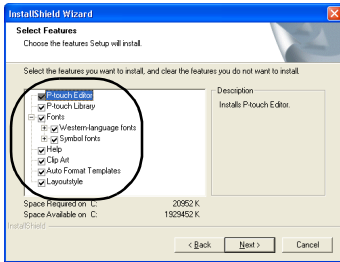 InstallShield Wizard
Select Features
Choose the features Setup will install.
Select the features you want to install, and clear the features you do not want to install.
Description
P-touch Editor
Installs P-touch Editor.
P-touch Library
Fonts
Western-language fonts
Symbol fonts
Help
Clip Art
Auto Format Templates
Layoutstyle
Space Required on C: 20952 K
Space Available on C: 1929452 K
InstallShield
< Back Next > Cancel